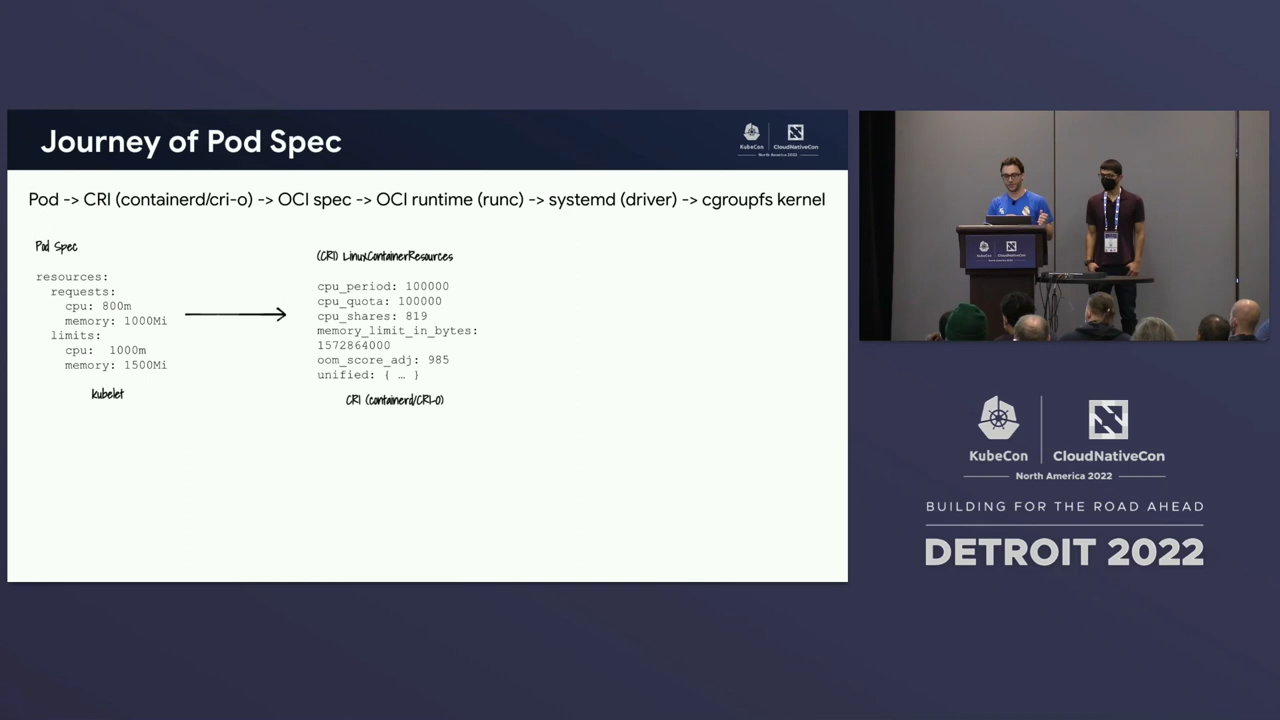 Journey of Pod Spec
KubeCon
CloudNativeCon
North America 2022
Pod -> CRI (containerd/cri-o) -> OCI spec -> OCI runtime (runc) -> systemd (driver) -> cgroupfs kernel
Pod Spec
resources:
requests:
cpu: 800m
memory: 1000Mi
limits:
cpu: 1000m
memory: 1500Mi
kubelet
(CRI) LinuxContainerResources
cpu_period: 100000
cpu_quota: 100000
cpu_shares: 819
memory_limit_in_bytes:
1572864000
oom_score_adj: 985
unified: { … }
CRI (containerd/CRI-O)
KubeCon
CloudNativeCon
North America 2022
BUILDING FOR THE ROAD AHEAD
DETROIT 2022